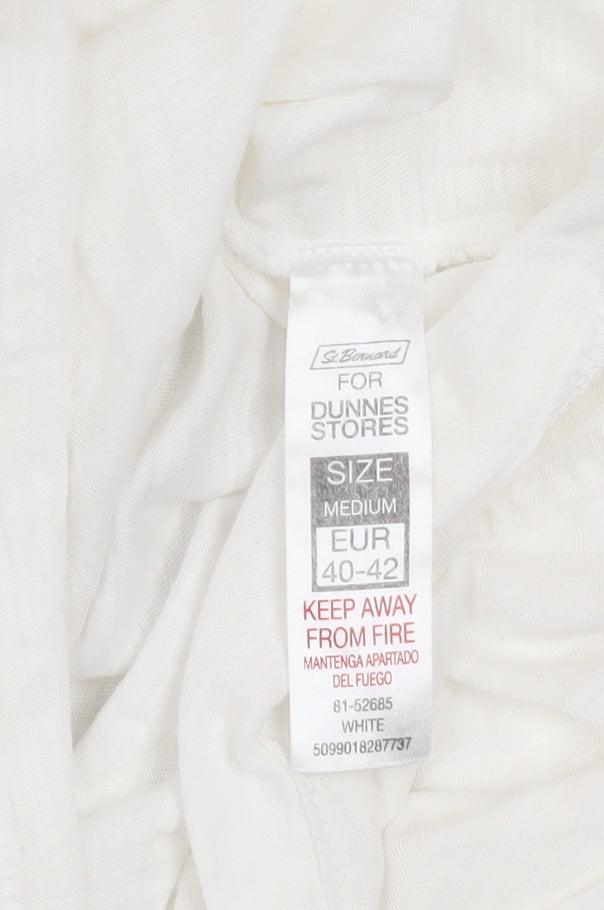 St. Bernard
FOR
DUNNES
STORES
SIZE
MEDIUM
EUR
40-42
KEEP AWAY
FROM FIRE
MANTENGA APARTADO
DEL FUEGO
81-52685
WHITE
5099018287737